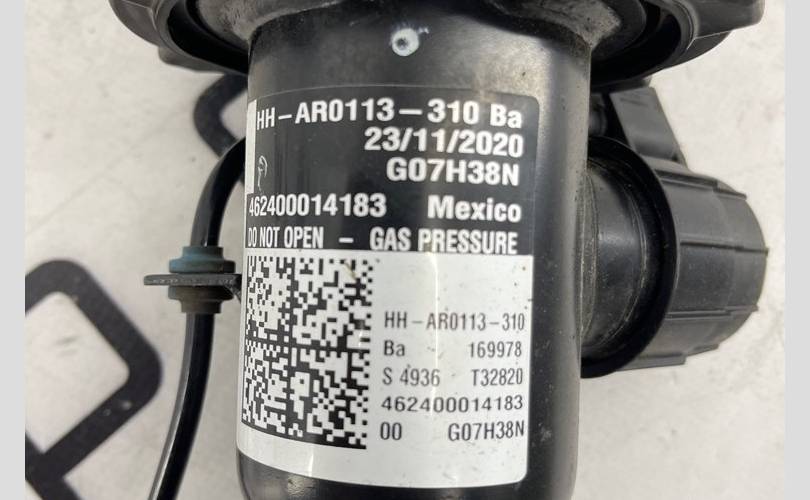 HH-AR0113-310 Ba
23/11/2020
G07H38N
462400014183 Mexico
DO NOT OPEN - GAS PRESSURE
HH-AR0113-310
Ba 169978
S 4936 T32820
462400014183
00 G07H38N